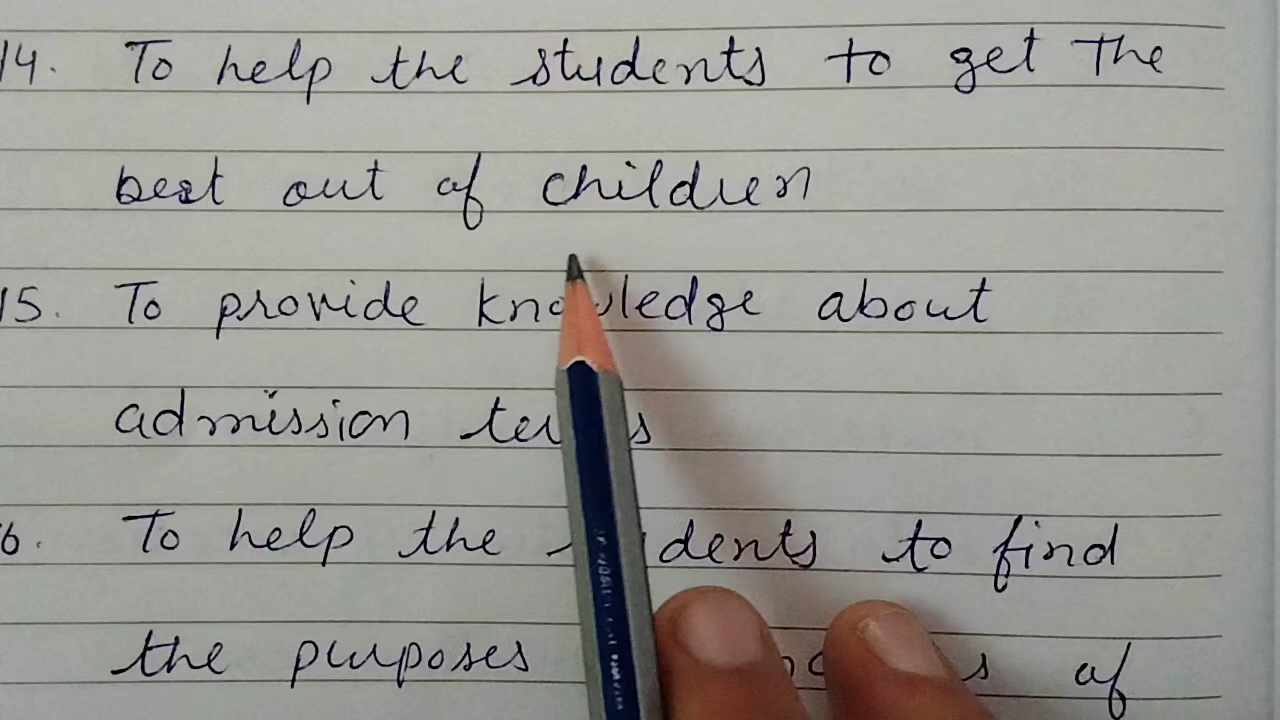 14. To help the students to get the
best out of children
15. To provide knowledge about
admission
6. To help the students to find
the purposes of